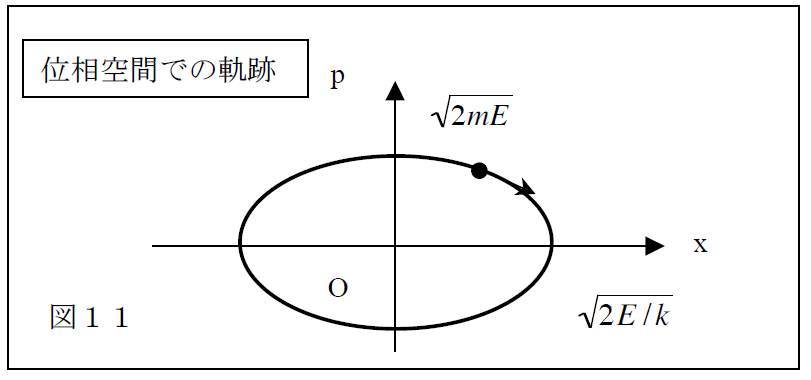 位相空間での軌跡
p
√2mE
x
O
√2E/k
図１１